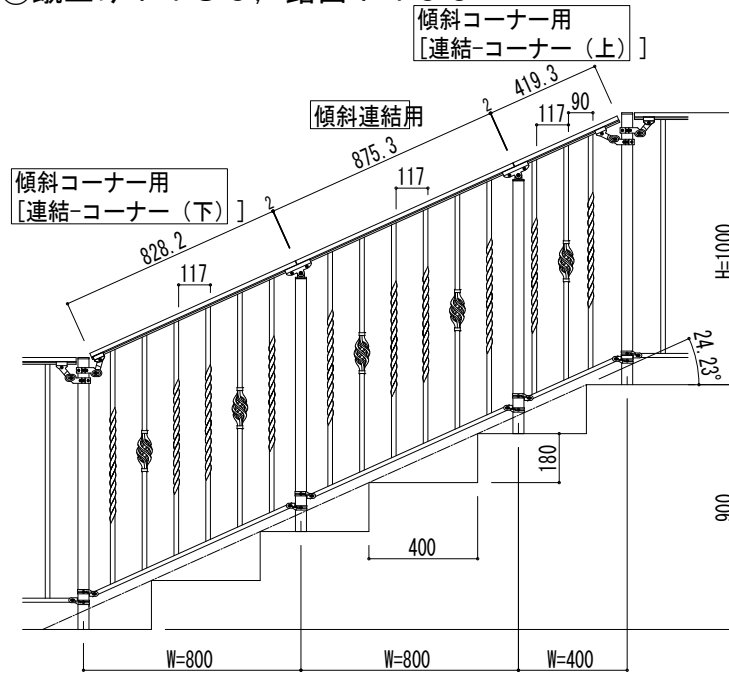 傾斜コーナー用
[連結-コーナー（上）]
419.3
2
90
117
傾斜連結用
875.3
117
傾斜コーナー用
[連結-コーナー（下）]
2
828.2
117
H=1000
24.23°
180
400
900
W=800
W=800
W=400